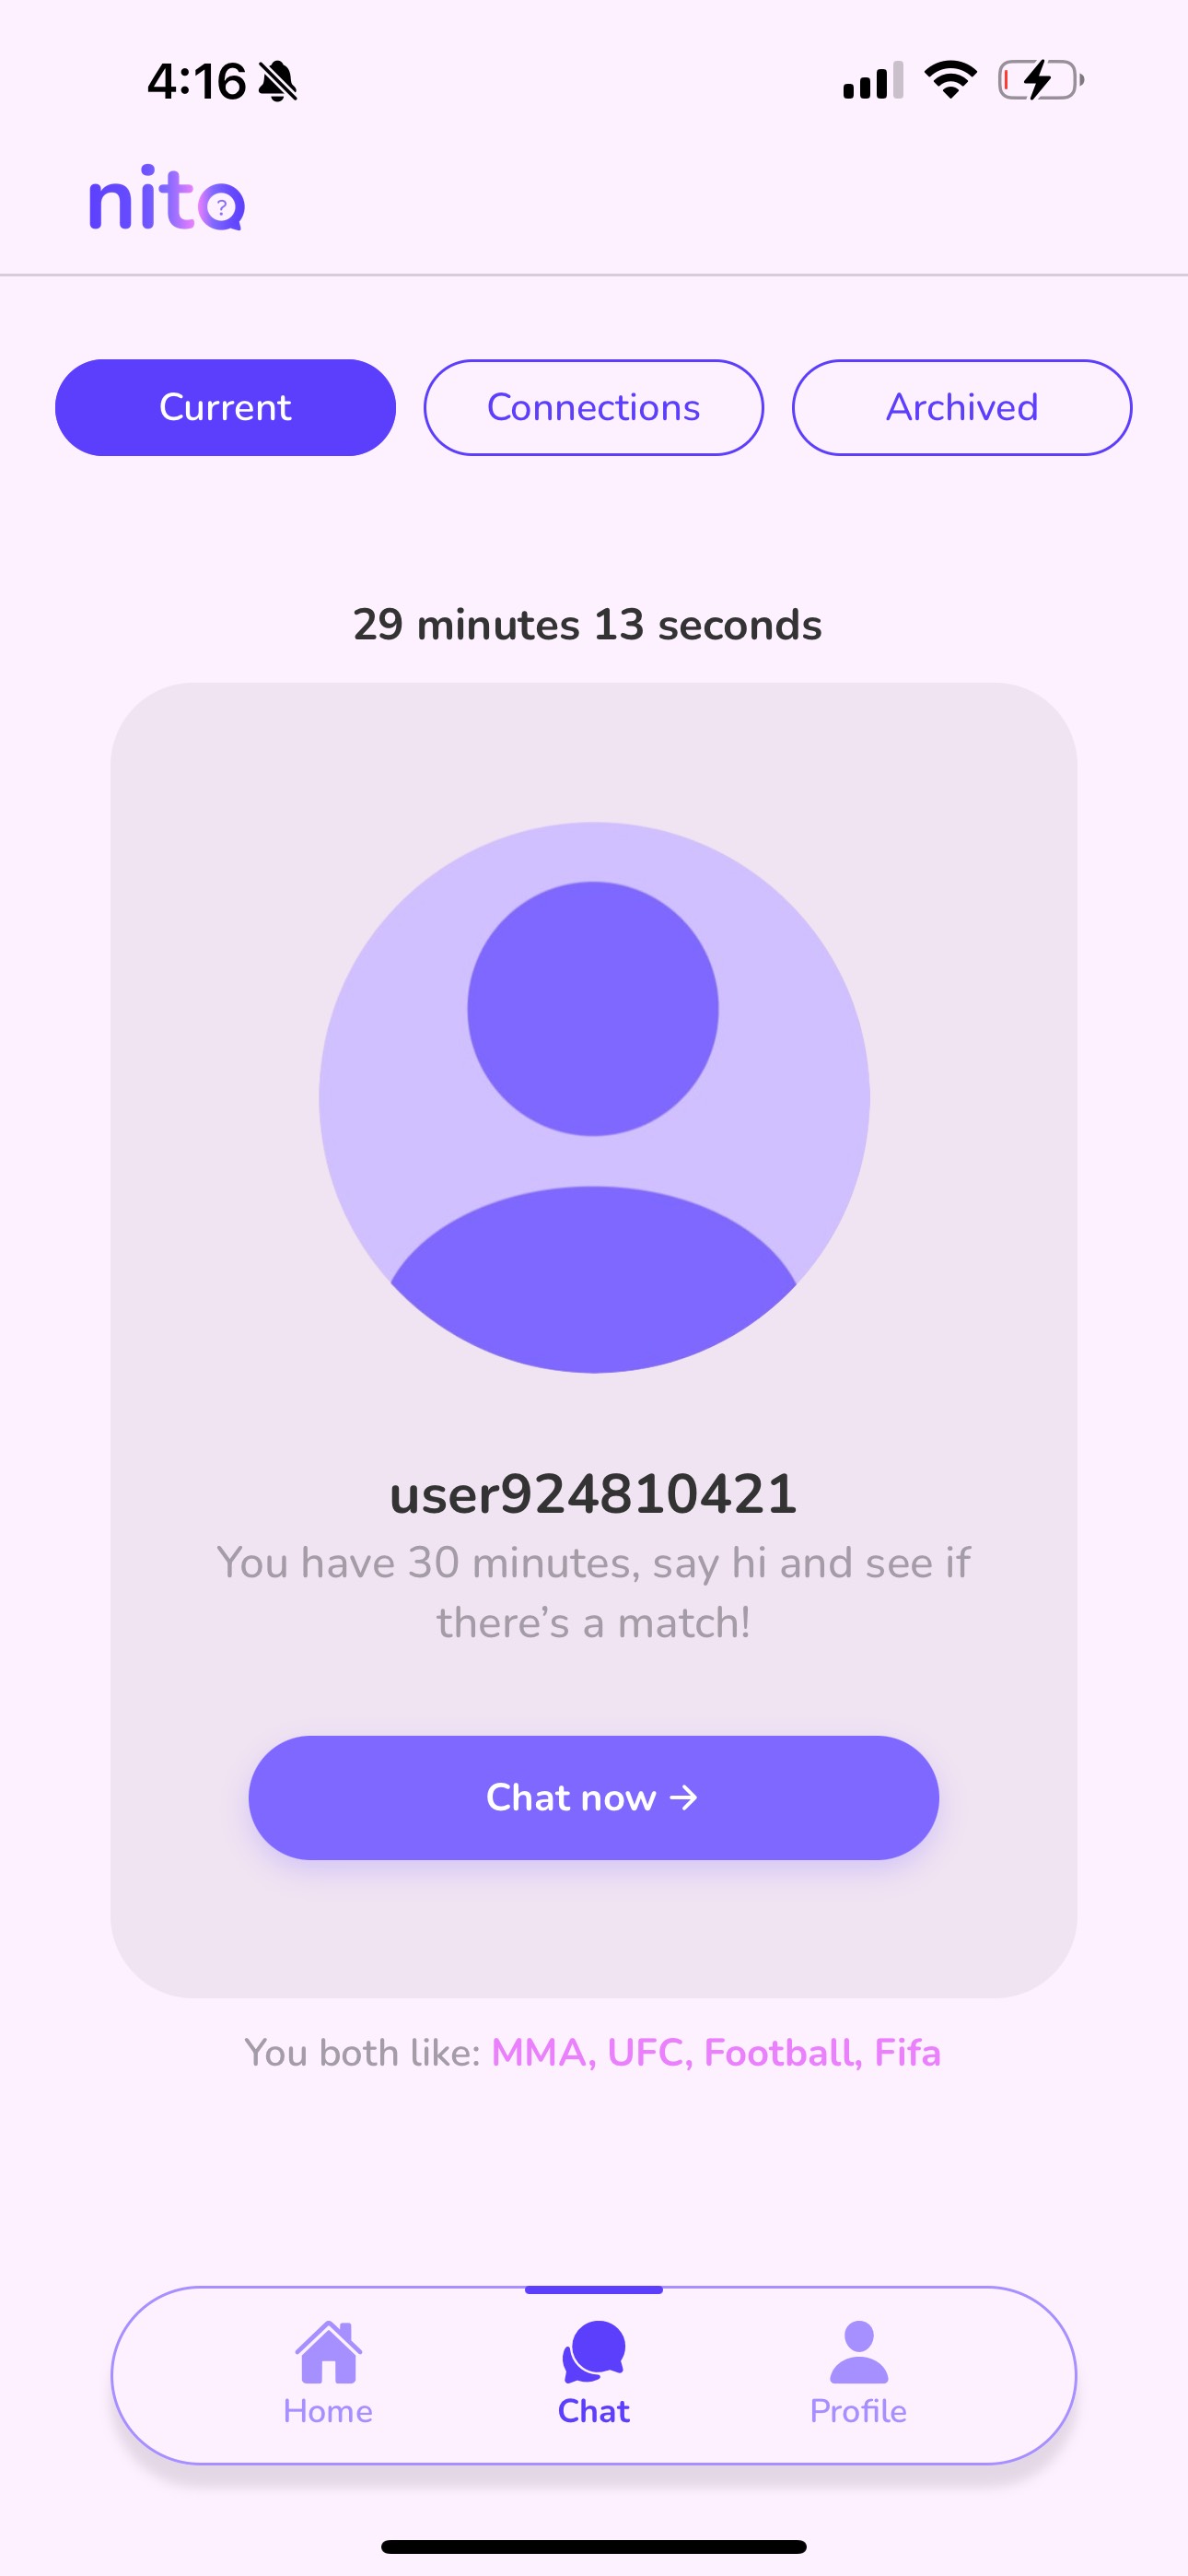 4:16
nito
?
Current
Connections
Archived
29 minutes 13 seconds
user924810421
You have 30 minutes, say hi and see if
there’s a match!
Chat now →
You both like: MMA, UFC, Football, Fifa
Home
Chat
Profile